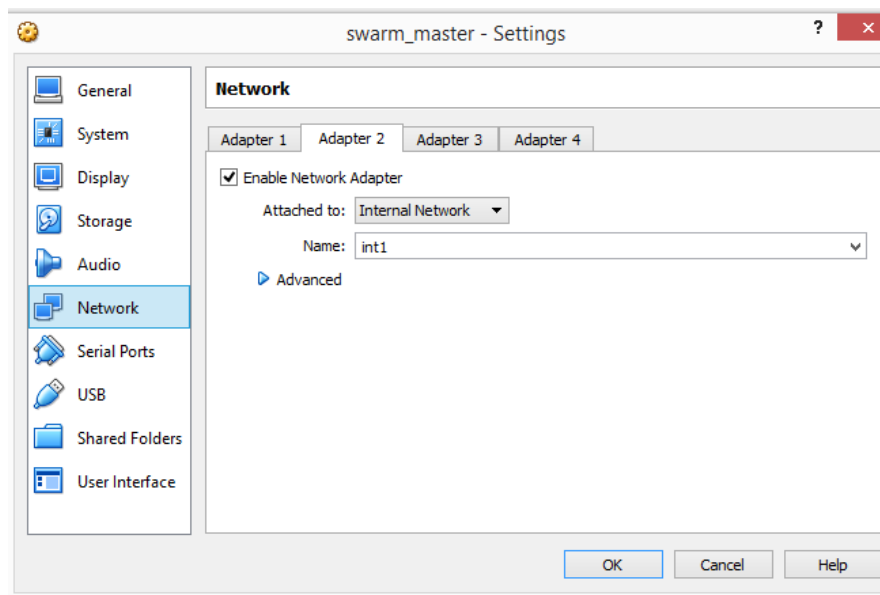 swarm_master - Settings
?
×
General
System
Display
Storage
Audio
Network
Serial Ports
USB
Shared Folders
User Interface
Network
Adapter 1
Adapter 2
Adapter 3
Adapter 4
Enable Network Adapter
Attached to: Internal Network
Name: int1
Advanced
OK
Cancel
Help